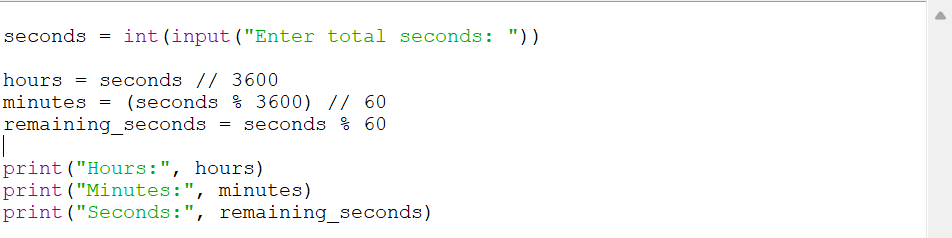 seconds = int(input("Enter total seconds: "))
hours = seconds // 3600
minutes = (seconds % 3600) // 60
remaining_seconds = seconds % 60
print("Hours:", hours)
print("Minutes:", minutes)
print("Seconds:", remaining_seconds)